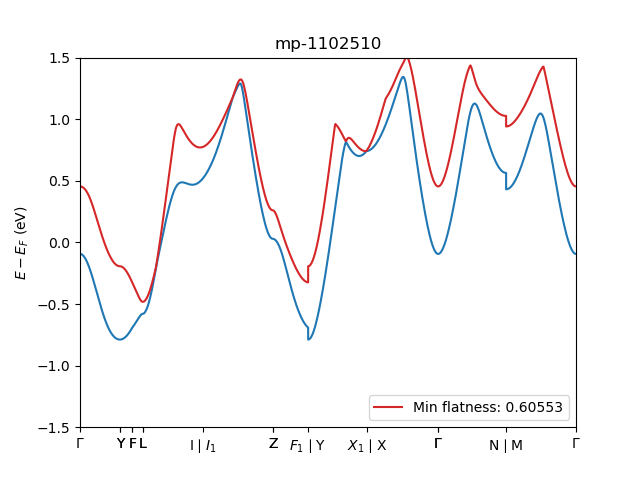 mp-1102510
E − E_F (eV)
1.5
1.0
0.5
0.0
−0.5
−1.0
−1.5
Min flatness: 0.60553
Γ Y F L I | I₁ Z F₁ | Y X₁ | X Γ N | M Γ